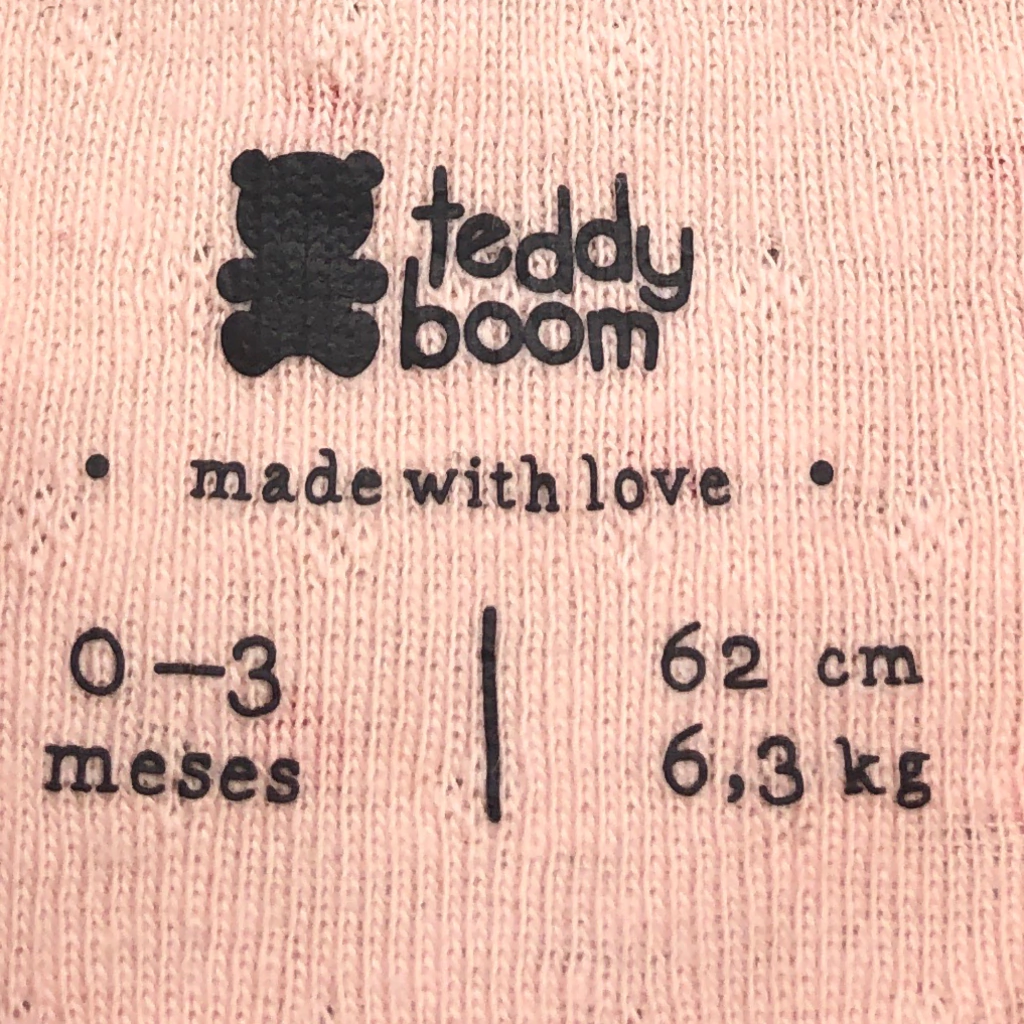 teddy
boom
• made with love •
0–3
meses
62 cm
6,3 kg